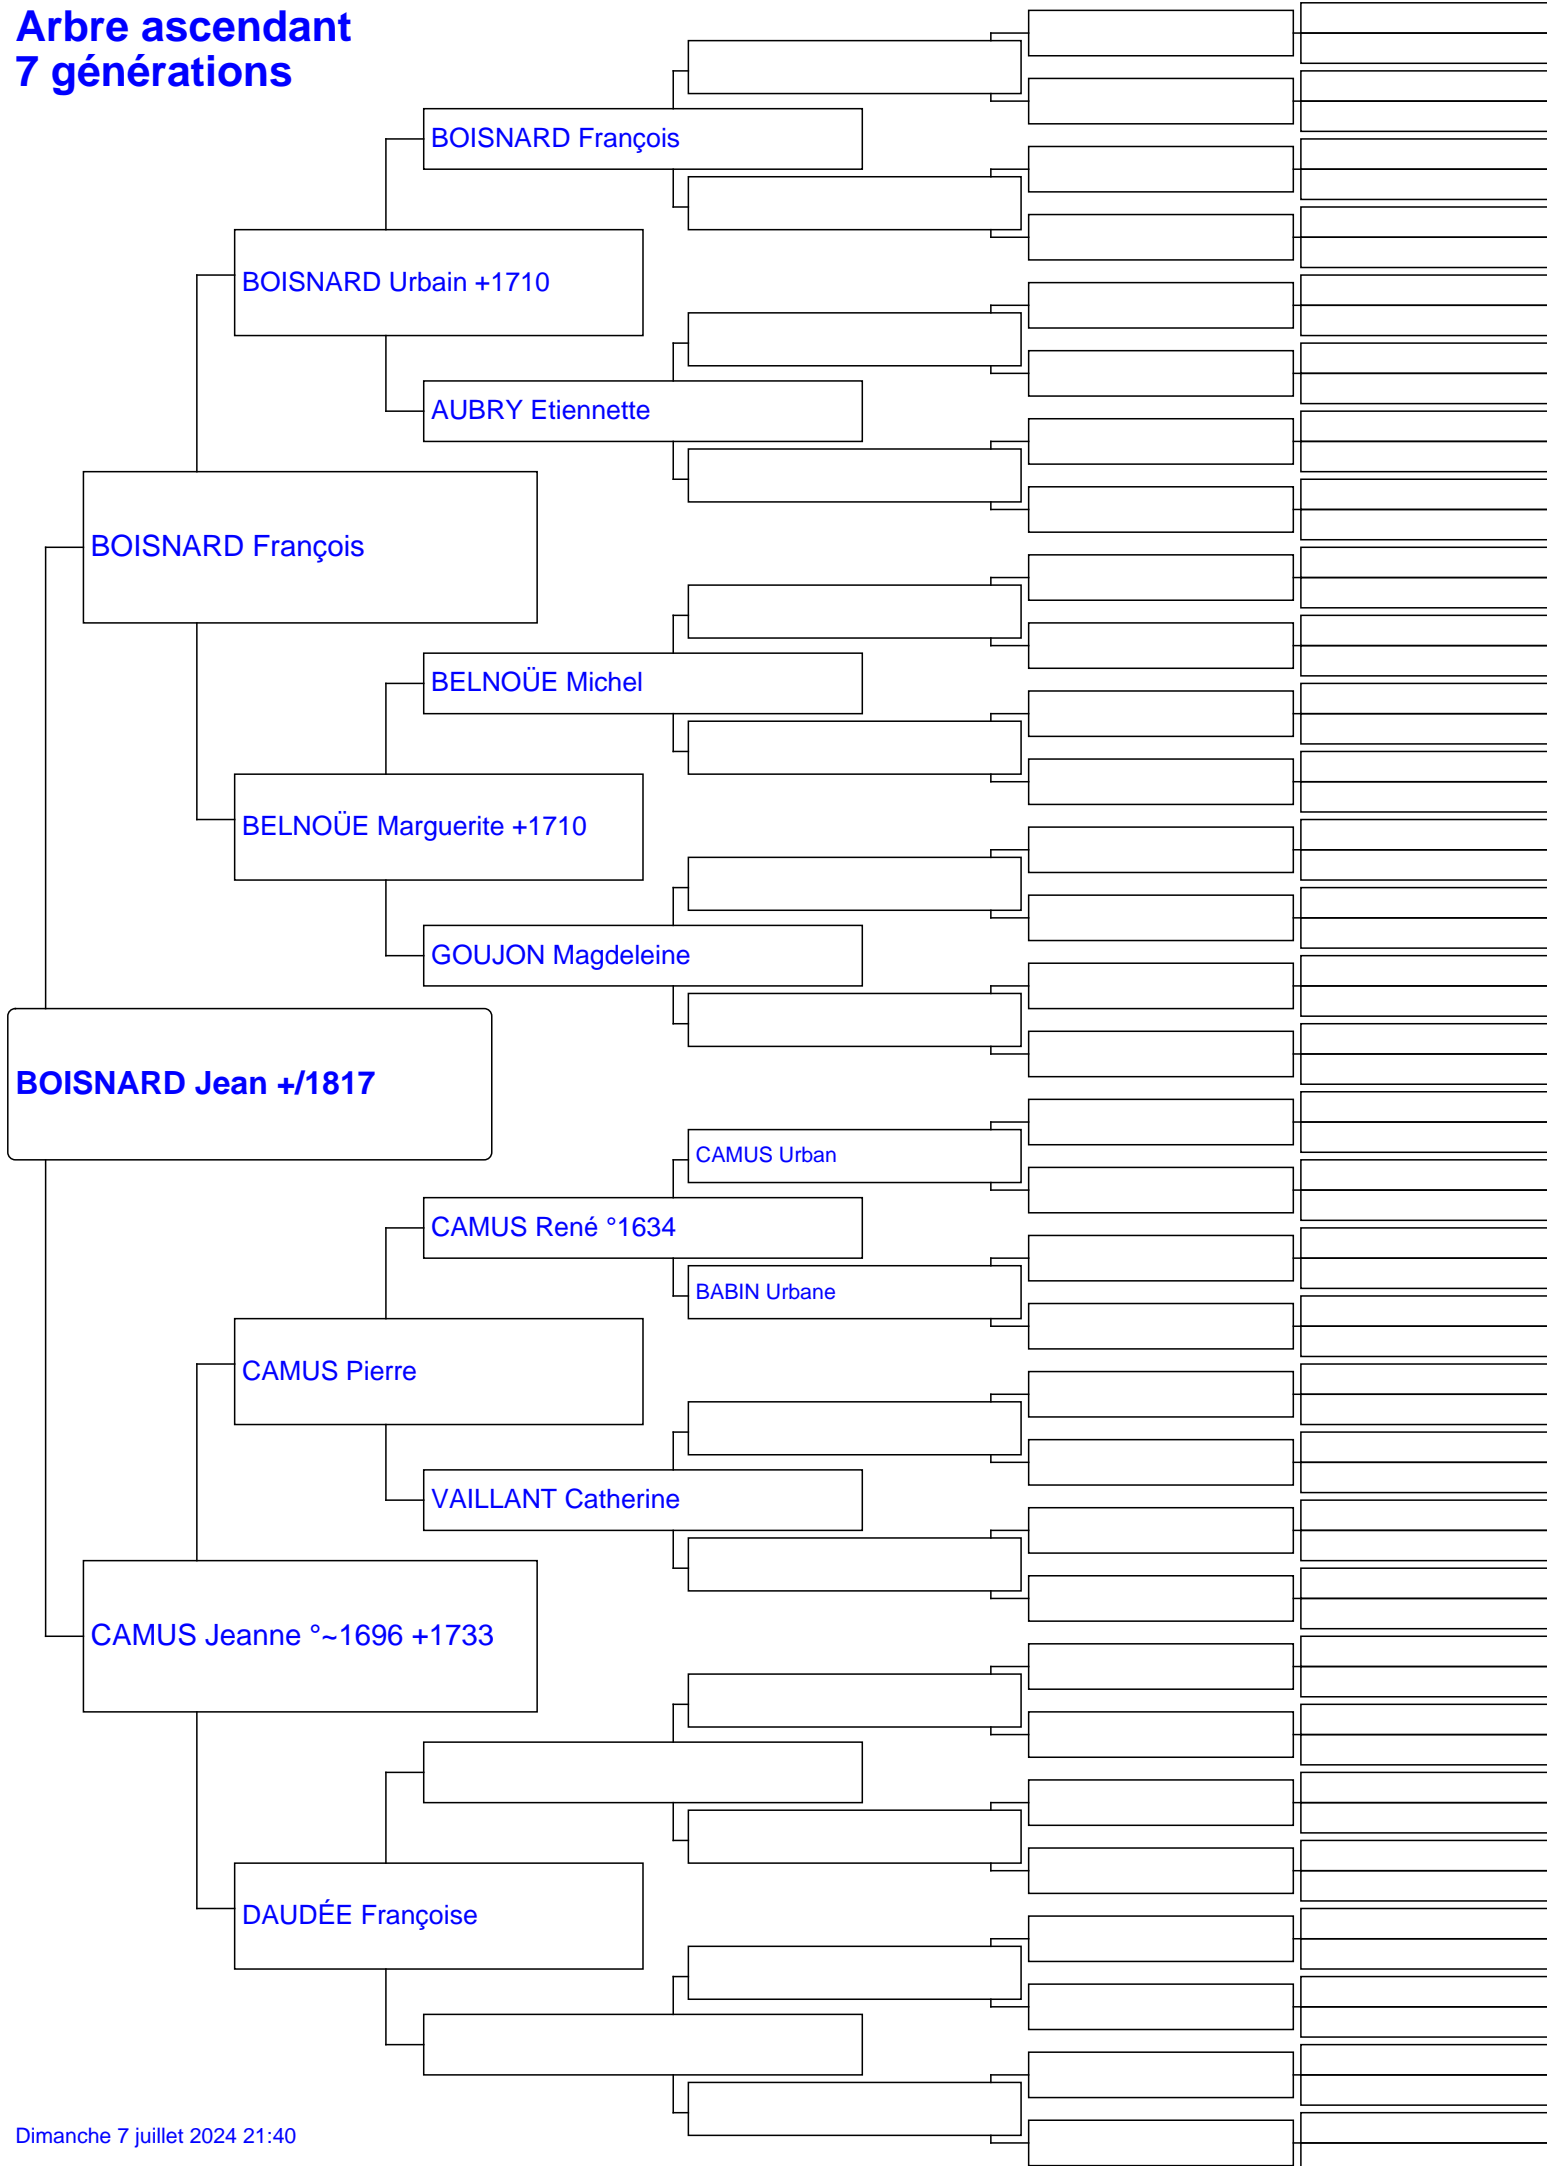 Arbre ascendant
7 générations
BOISNARD François
BOISNARD Urbain +1710
AUBRY Etiennette
BOISNARD François
BELNOÜE Michel
BELNOÜE Marguerite +1710
GOUJON Magdeleine
BOISNARD Jean +/1817
CAMUS Urban
CAMUS René °1634
BABIN Urbane
CAMUS Pierre
VAILLANT Catherine
CAMUS Jeanne °~1696 +1733
DAUDÉE Françoise
Dimanche 7 juillet 2024 21:40